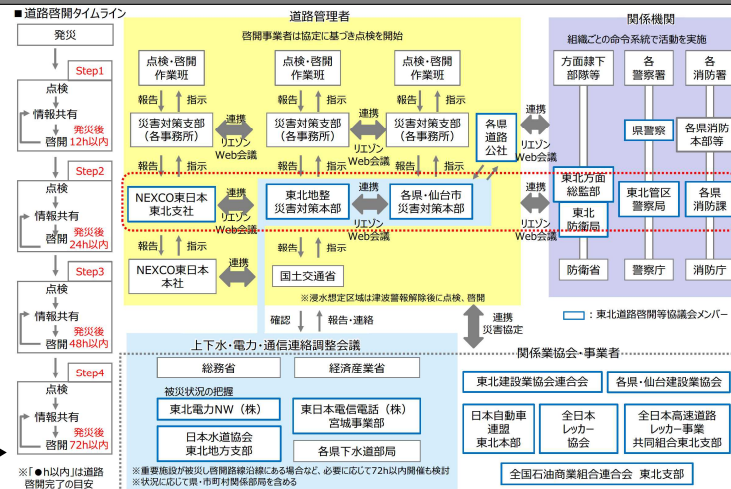 ■道路啓開タイムライン
発災
Step1
点検
情報共有
発災後
啓開 12h以内
Step2
点検
情報共有
発災後
啓開 24h以内
Step3
点検
情報共有
発災後
啓開 48h以内
Step4
点検
情報共有
発災後
啓開 72h以内
※「●h以内」は道路
啓開完了の目安
道路管理者
啓開事業者は協定に基づき点検を開始
点検・啓開
作業班
点検・啓開
作業班
点検・啓開
作業班
報告
指示
報告
指示
報告
指示
災害対策支部
(各事務所)
連携
リエゾン
Web会議
災害対策支部
(各事務所)
連携
リエゾン
Web会議
災害対策支部
(各事務所)
各県
道路
公社
連携
リエゾン
Web会議
報告
指示
報告
指示
報告
指示
NEXCO東日本
東北支社
連携
リエゾン
Web会議
東北地整
災害対策本部
連携
リエゾン
Web会議
各県・仙台市
災害対策本部
連携
リエゾン
Web会議
報告
指示
報告
指示
NEXCO東日本
本社
連携
国土交通省
※浸水想定区域は津波警報解除後に点検、啓開
関係機関
組織ごとの命令系統で活動を実施
方面隷下
部隊等
各
警察署
各
消防署
県警察
各県消防
本部等
東北方面
総監部
東北
防衛局
東北管区
警察局
各県
消防課
防衛省
警察庁
消防庁
：東北道路啓開等協議会メンバー
確認
報告・連絡
連携
災害協定
上下水・電力・通信連絡調整会議
総務省
経済産業省
被災状況の把握
東北電力NW（株）
東日本電信電話（株）
宮城事業部
日本水道協会
東北地方支部
各県下水道部局
※重要施設が被災し啓開路線沿線にある場合など、必要に応じて72h以内開催も検討
※状況に応じて県・市町村関係部局を含める
関係業協会・事業者
東北建設業協会連合会
各県・仙台建設業協会
日本自動車
連盟
東北本部
全日本
レッカー
協会
全日本高速道路
レッカー事業
共同組合東北支部
全国石油商業組合連合会 東北支部